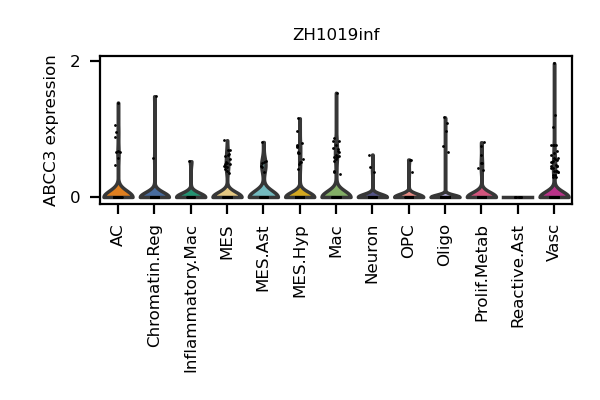 ZH1019inf
ABCC3 expression
2
0
AC
Chromatin.Reg
Inflammatory.Mac
MES
MES.Ast
MES.Hyp
Mac
Neuron
OPC
Oligo
Prolif.Metab
Reactive.Ast
Vasc